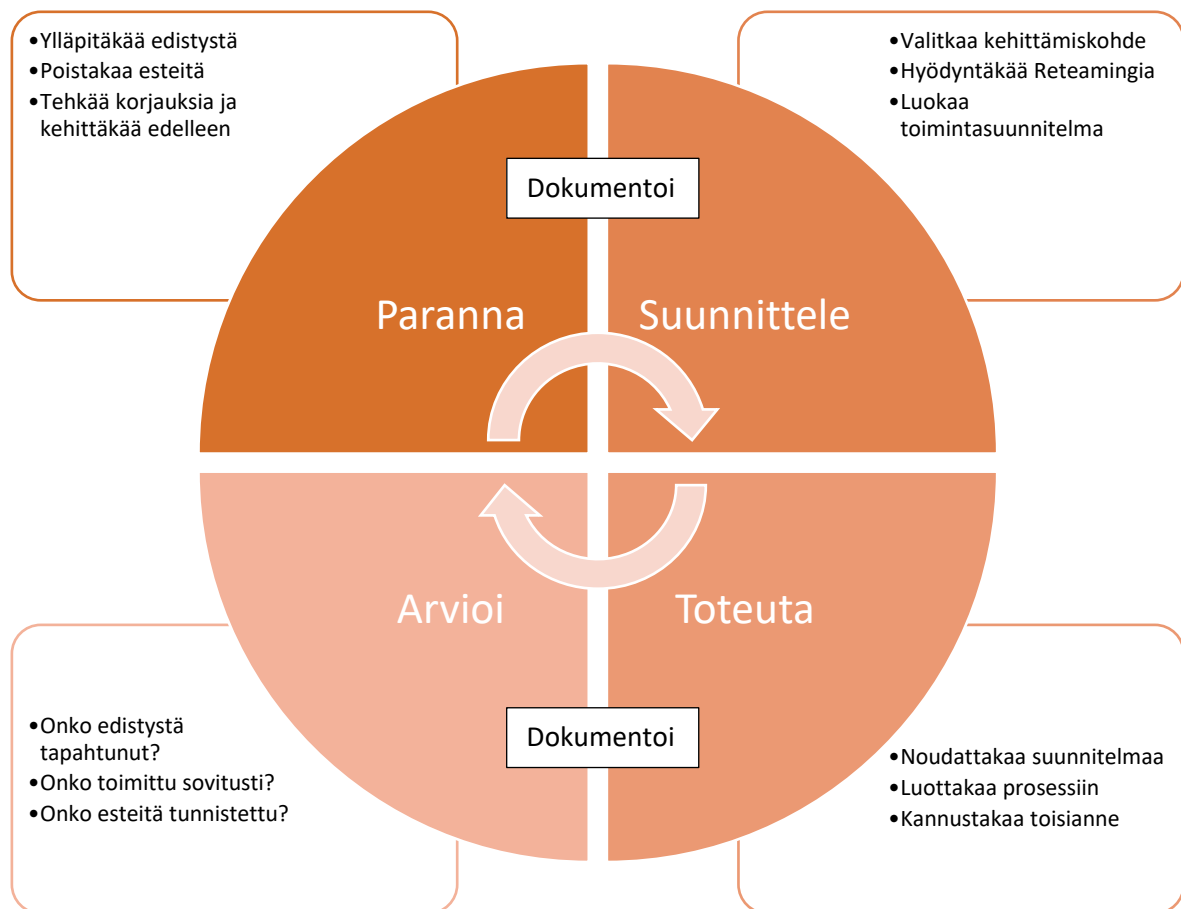 •Ylläpitäkää edistystä
•Poistakaa esteitä
•Tehkää korjauksia ja
kehittäkää edelleen
•Valitkaa kehittämiskohde
•Hyödyntäkää Reteamingia
•Luokaa
toimintasuunnitelma
Dokumentoi
Paranna
Suunnittele
Arvioi
Toteuta
Dokumentoi
•Onko edistystä
tapahtunut?
•Onko toimittu sovitusti?
•Onko esteitä tunnistettu?
•Noudattakaa suunnitelmaa
•Luottakaa prosessiin
•Kannustakaa toisianne